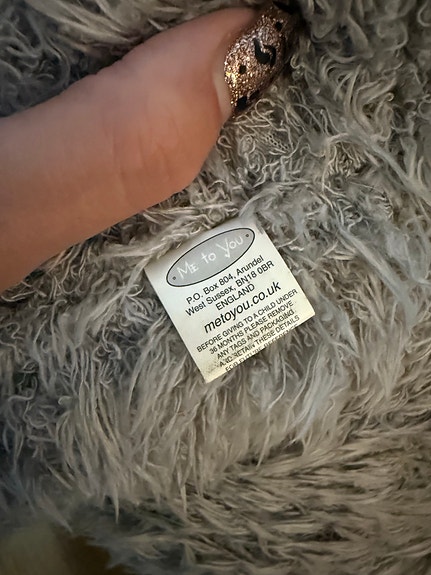 ME to You
P.O. Box 804, Arundel
West Sussex, BN18 0BR
ENGLAND
metoyou.co.uk
BEFORE GIVING TO A CHILD UNDER
36 MONTHS PLEASE REMOVE
ANY TAGS AND PACKAGING
AND RETAIN THESE DETAILS